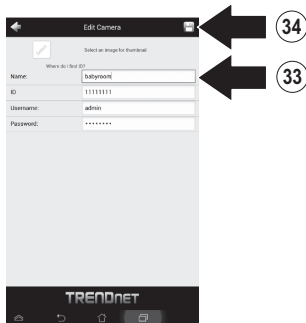 Edit Camera
34
Select an image for thumbnail
Where do I find ID?
33
Name: babyroom
ID 11111111
Username: admin
Password: ••••••••
TRENDNET